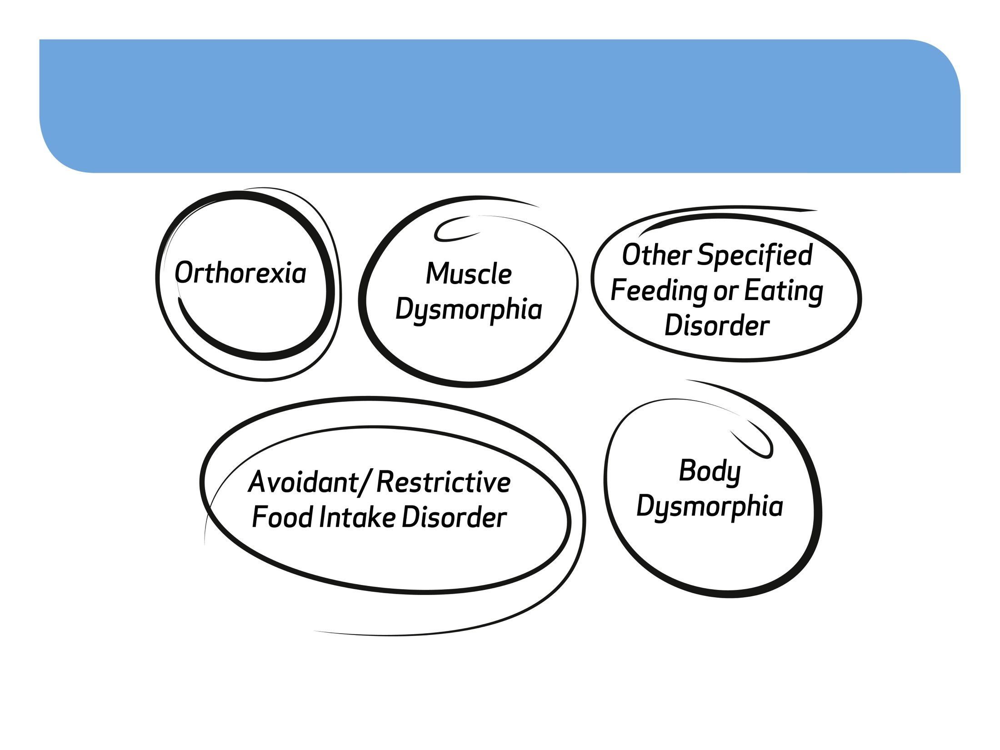 Orthorexia
Muscle
Dysmorphia
Other Specified
Feeding or Eating
Disorder
Avoidant/ Restrictive
Food Intake Disorder
Body
Dysmorphia